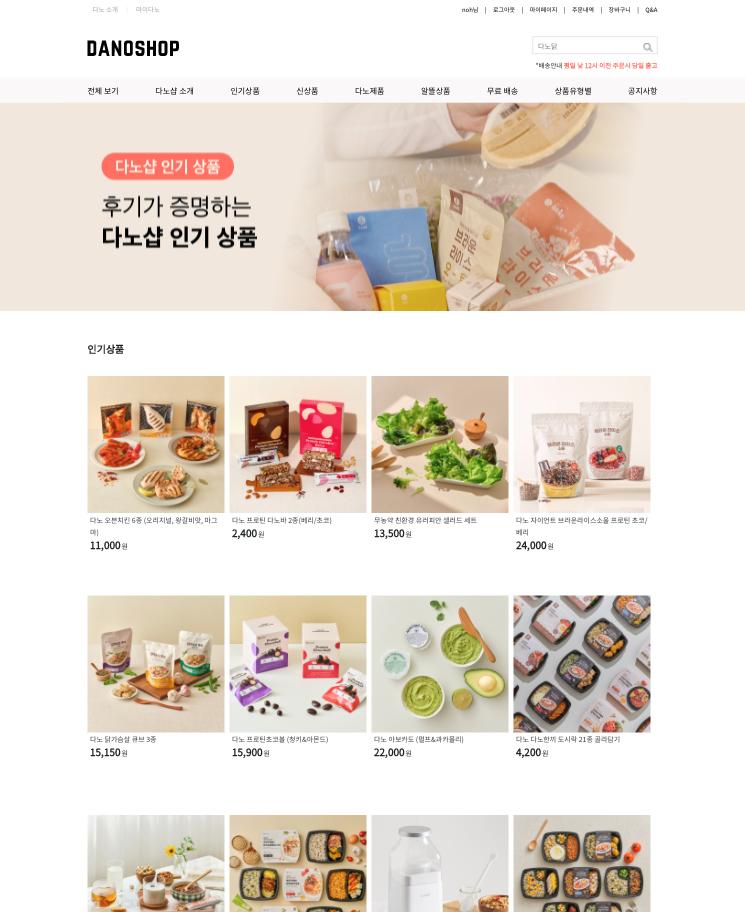 다노 소개 | 마이다노
noh님 | 로그아웃 | 마이페이지 | 주문내역 | 장바구니 | Q&A
DANOSHOP
다노닭
*배송안내 평일 낮 12시 이전 주문시 당일 출고
전체 보기 다노샵 소개 인기상품 신상품 다노제품 알뜰상품 무료 배송 상품유형별 공지사항
다노샵 인기 상품
후기가 증명하는
다노샵 인기 상품
브라운
라이스
인기상품
다노 오븐치킨 6종 (오리지널, 왕갈비맛, 마그
마)
11,000원
다노 프로틴 다노바 2종(베리/초코)
2,400원
무농약 친환경 유러피안 샐러드 세트
13,500원
다노 자이언트 브라운라이스소울 프로틴 초코/
베리
24,000원
다노 닭가슴살 큐브 3종
15,150원
다노 프로틴초코볼 (청키&아몬드)
15,900원
다노 아보카도 (펄프&과카몰리)
22,000원
다노 다노한끼 도시락 21종 골라담기
4,200원